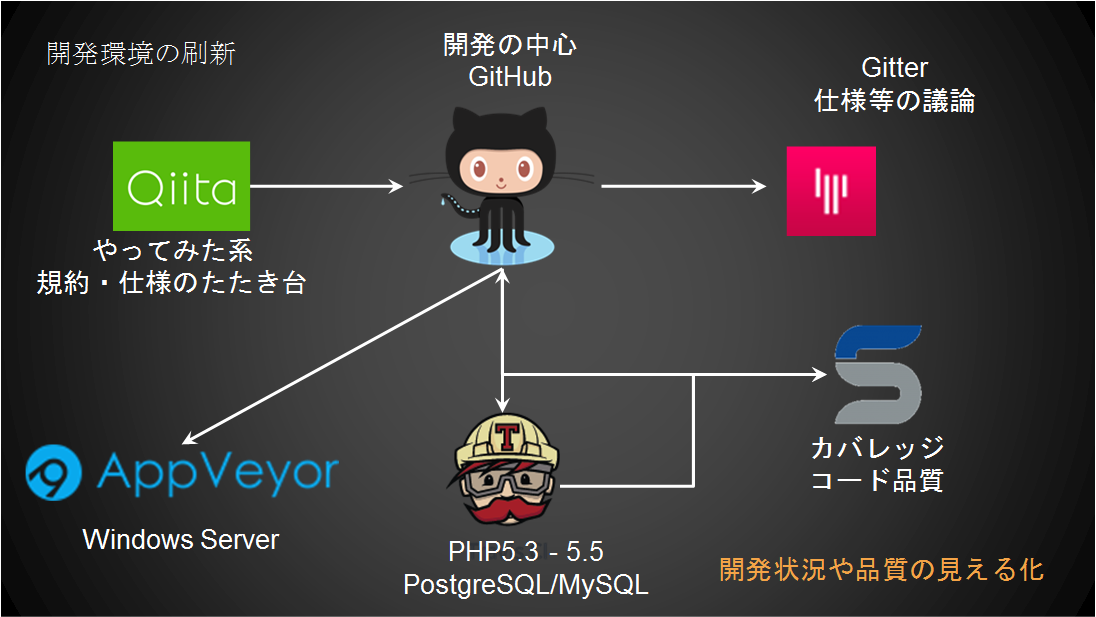 開発環境の刷新
開発の中心
GitHub
Gitter
仕様等の議論
Qiita
やってみた系
規約・仕様のたたき台
AppVeyor
Windows Server
T
PHP5.3 - 5.5
PostgreSQL/MySQL
カバレッジ
コード品質
開発状況や品質の見える化